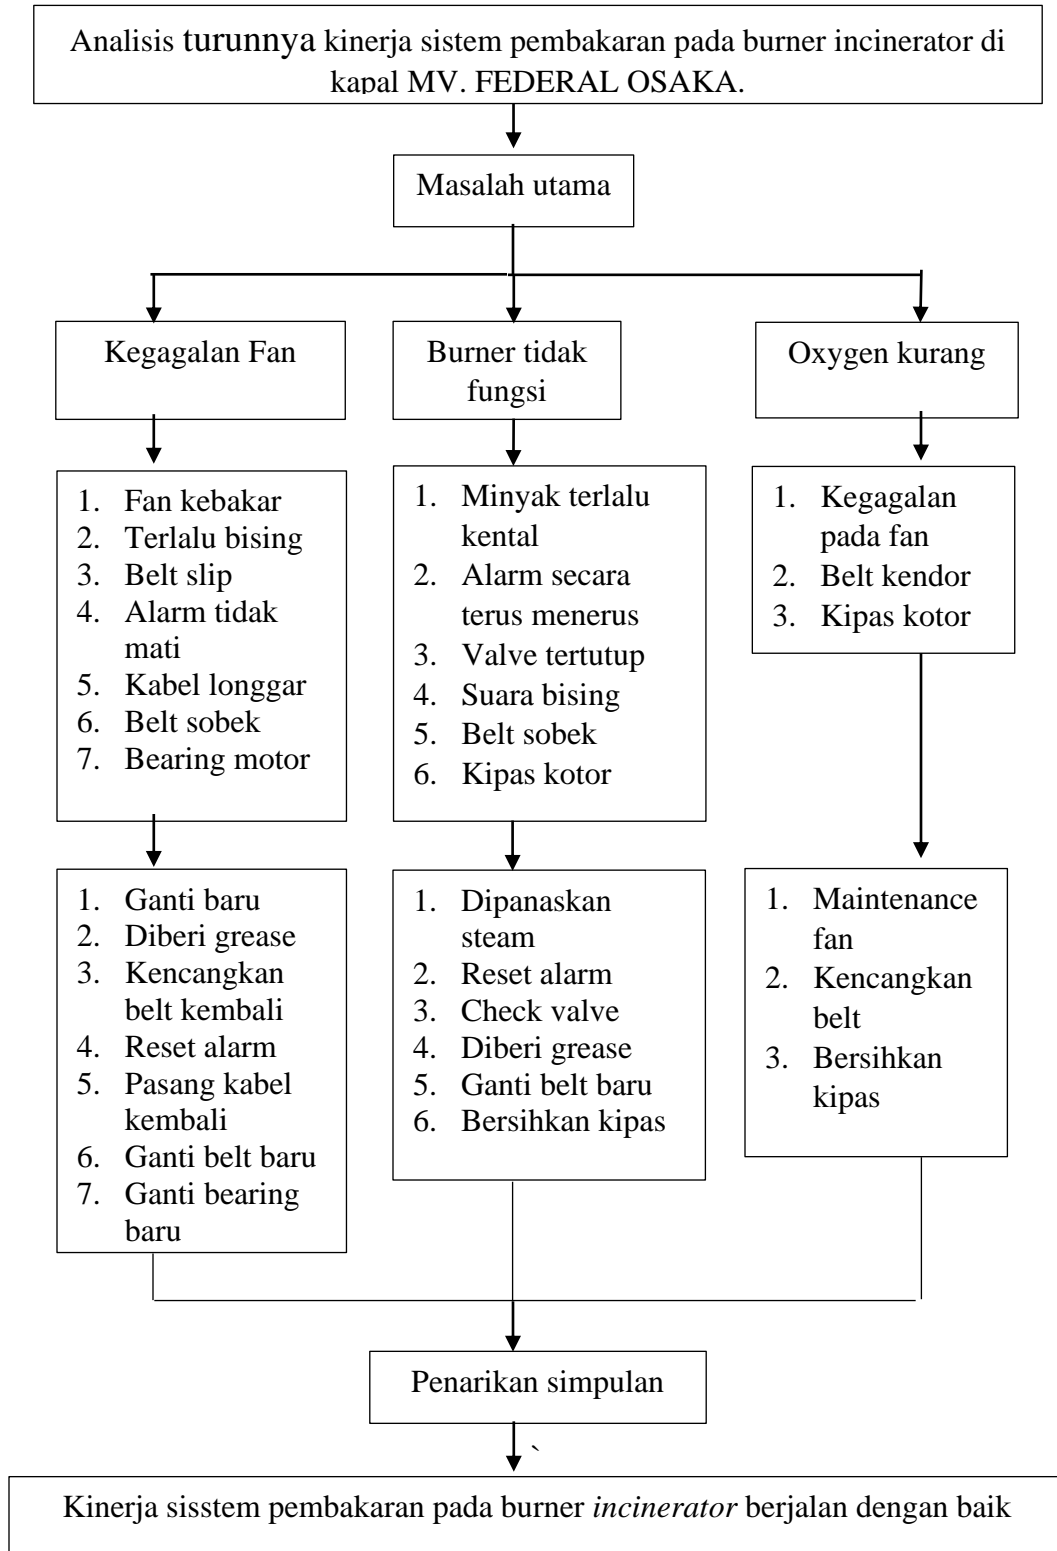 Analisis turunnya kinerja sistem pembakaran pada burner incinerator di
kapal MV. FEDERAL OSAKA.
Masalah utama
Kegagalan Fan
Burner tidak
fungsi
Oxygen kurang
1. Fan kebakar
2. Terlalu bising
3. Belt slip
4. Alarm tidak
mati
5. Kabel longgar
6. Belt sobek
7. Bearing motor
1. Minyak terlalu
kental
2. Alarm secara
terus menerus
3. Valve tertutup
4. Suara bising
5. Belt sobek
6. Kipas kotor
1. Kegagalan
pada fan
2. Belt kendor
3. Kipas kotor
1. Ganti baru
2. Diberi grease
3. Kencangkan
belt kembali
4. Reset alarm
5. Pasang kabel
kembali
6. Ganti belt baru
7. Ganti bearing
baru
1. Dipanaskan
steam
2. Reset alarm
3. Check valve
4. Diberi grease
5. Ganti belt baru
6. Bersihkan kipas
1. Maintenance
fan
2. Kencangkan
belt
3. Bersihkan
kipas
Penarikan simpulan
`
Kinerja sisstem pembakaran pada burner incinerator berjalan dengan baik